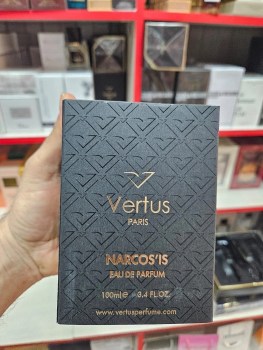 Vertus
PARIS
NARCOS'IS
EAU DE PARFUM
100ml e 3.4 FL.OZ.
www.vertusperfume.com